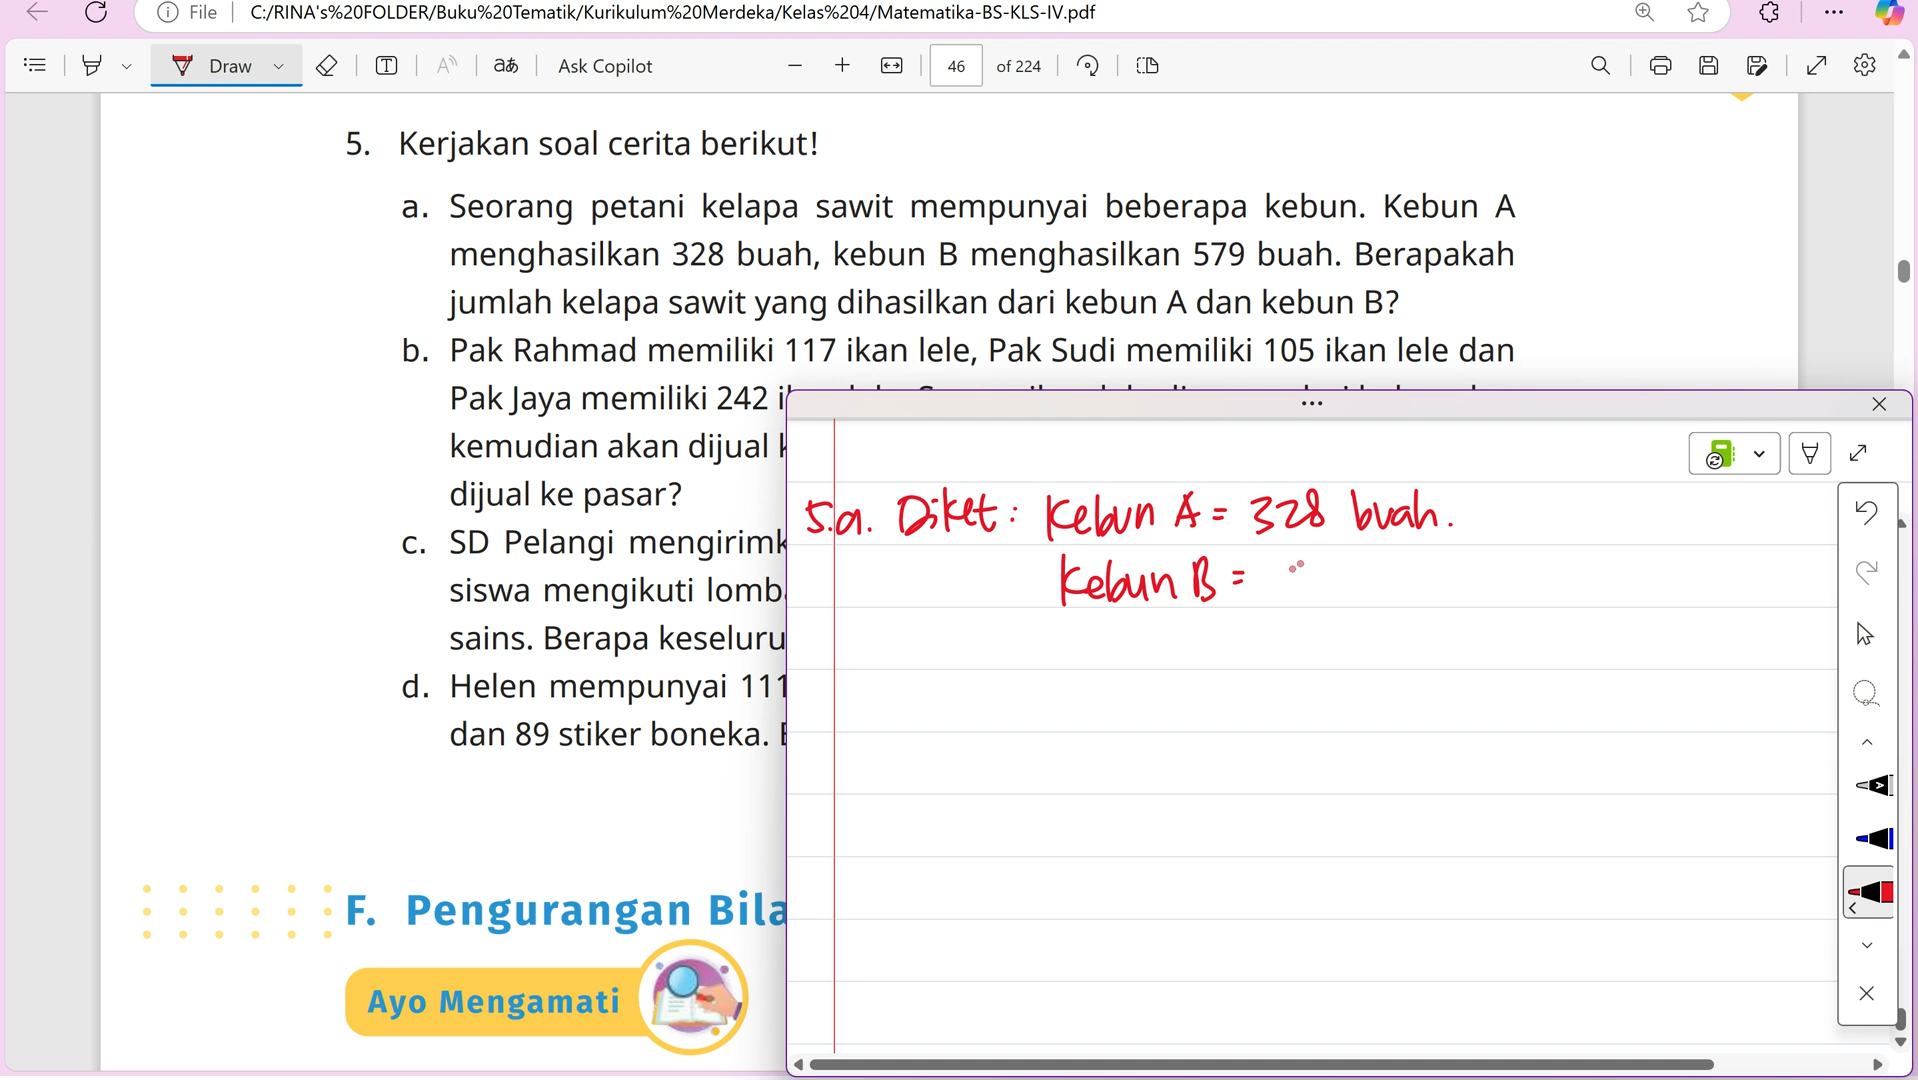 File
C:/RINA's%20FOLDER/Buku%20Tematik/Kurikulum%20Merdeka/Kelas%204/Matematika-BS-KLS-IV.pdf
Draw
T
aあ
Ask Copilot
46 of 224
5. Kerjakan soal cerita berikut!
a. Seorang petani kelapa sawit mempunyai beberapa kebun. Kebun A
menghasilkan 328 buah, kebun B menghasilkan 579 buah. Berapakah
jumlah kelapa sawit yang dihasilkan dari kebun A dan kebun B?
b. Pak Rahmad memiliki 117 ikan lele, Pak Sudi memiliki 105 ikan lele dan
Pak Jaya memiliki 242
kemudian akan dijual
dijual ke pasar?
c. SD Pelangi
siswa mengikuti
sains. Berapa
d. Helen mempunyai 111
dan 89 stiker boneka.
F. Pengurangan
Ayo Mengamati
5.a. Diket : Kebun A = 328 buah.
Kebun B =